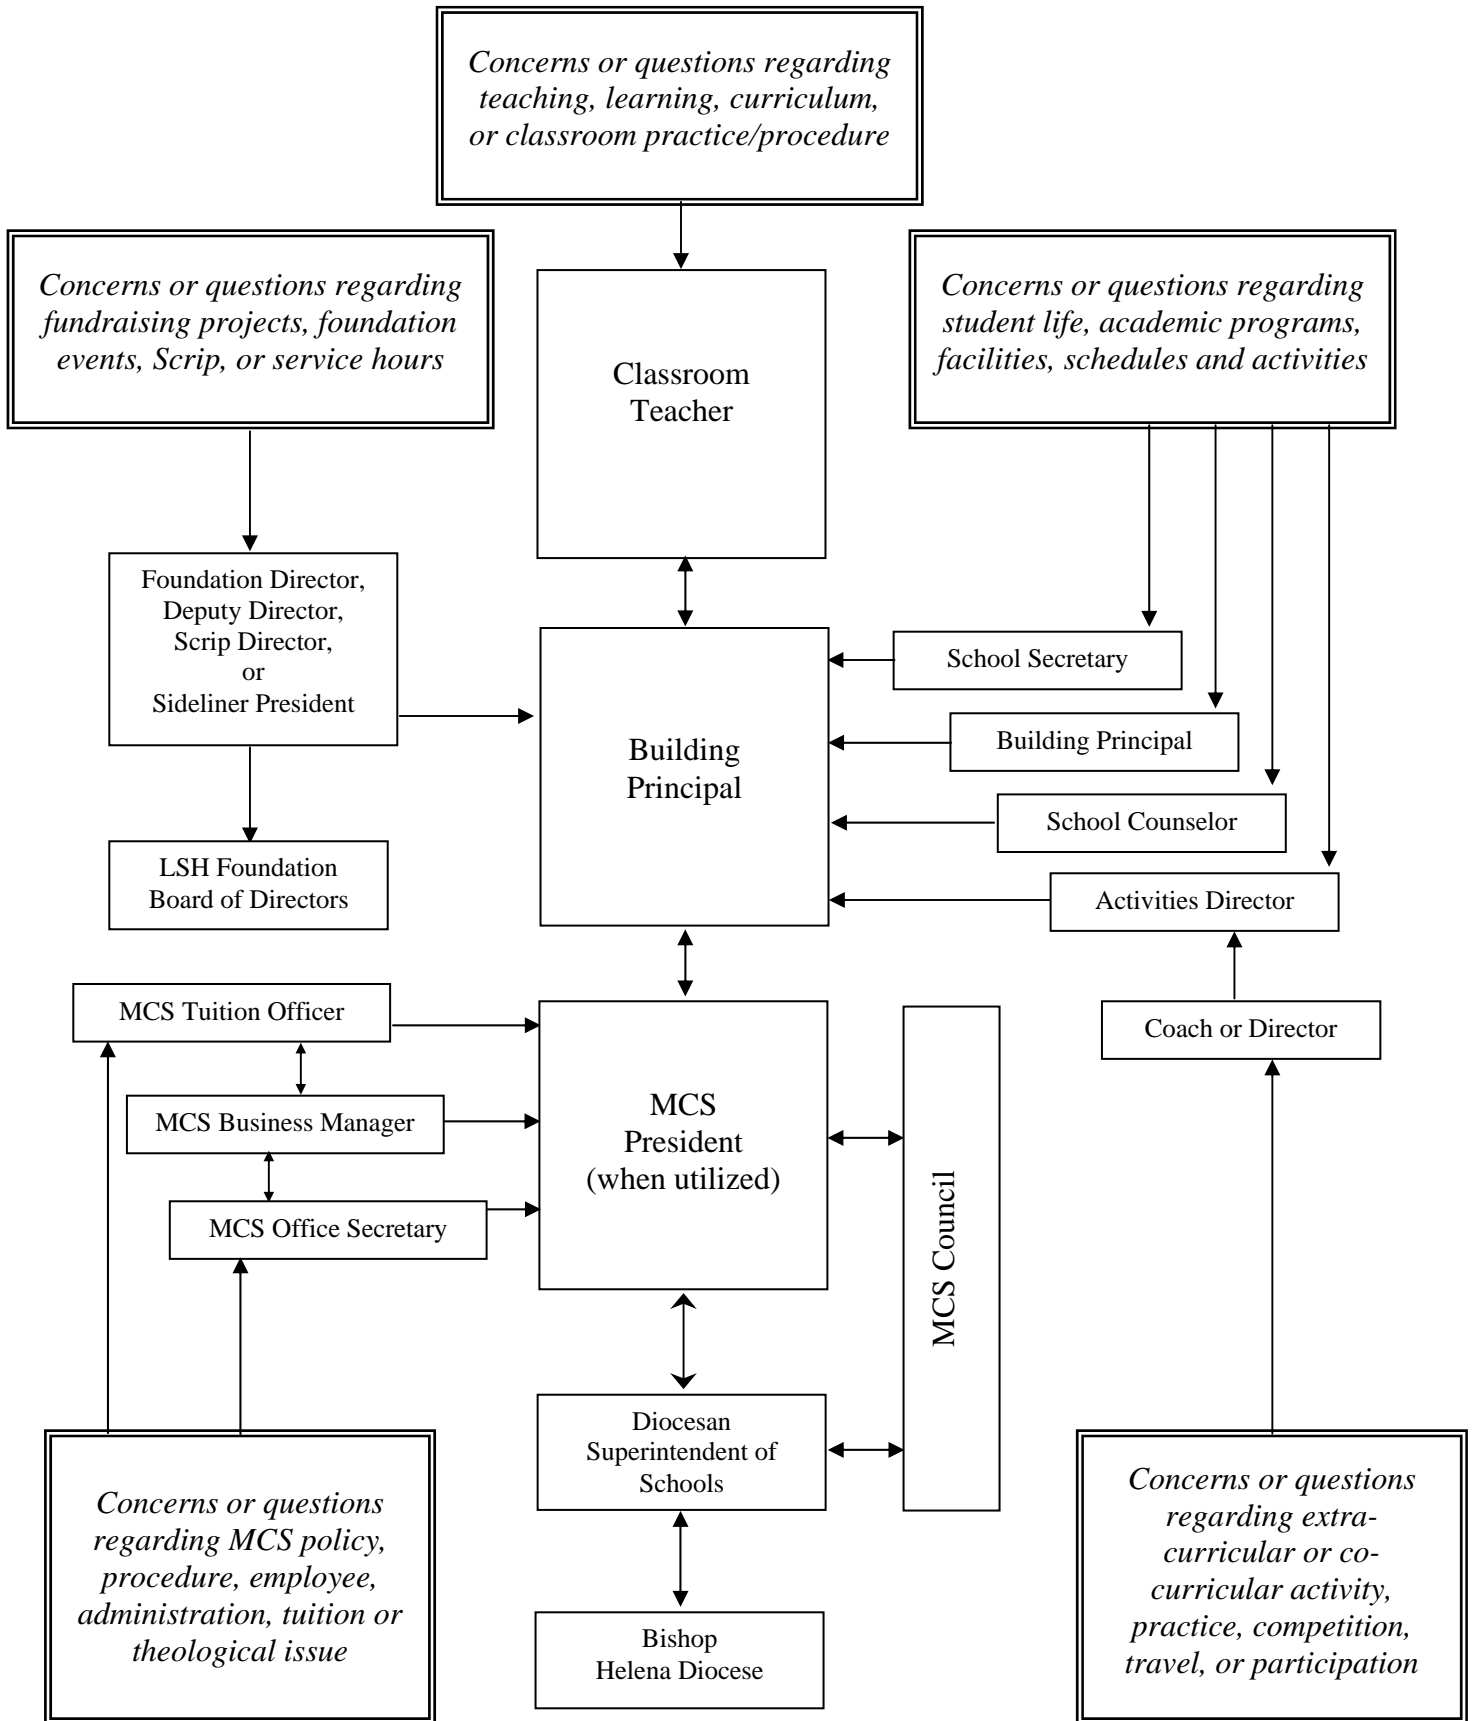 Concerns or questions regarding
teaching, learning, curriculum,
or classroom practice/procedure
Concerns or questions regarding
fundraising projects, foundation
events, Scrip, or service hours
Classroom
Teacher
Concerns or questions regarding
student life, academic programs,
facilities, schedules and activities
Foundation Director,
Deputy Director,
Scrip Director,
or
Sideliner President
Building
Principal
School Secretary
Building Principal
School Counselor
Activities Director
LSH Foundation
Board of Directors
MCS Tuition Officer
MCS Business Manager
MCS Office Secretary
MCS
President
(when utilized)
MCS Council
Coach or Director
Diocesan
Superintendent of
Schools
Concerns or questions
regarding MCS policy,
procedure, employee,
administration, tuition or
theological issue
Bishop
Helena Diocese
Concerns or questions
regarding extra-
curricular or co-
curricular activity,
practice, competition,
travel, or participation